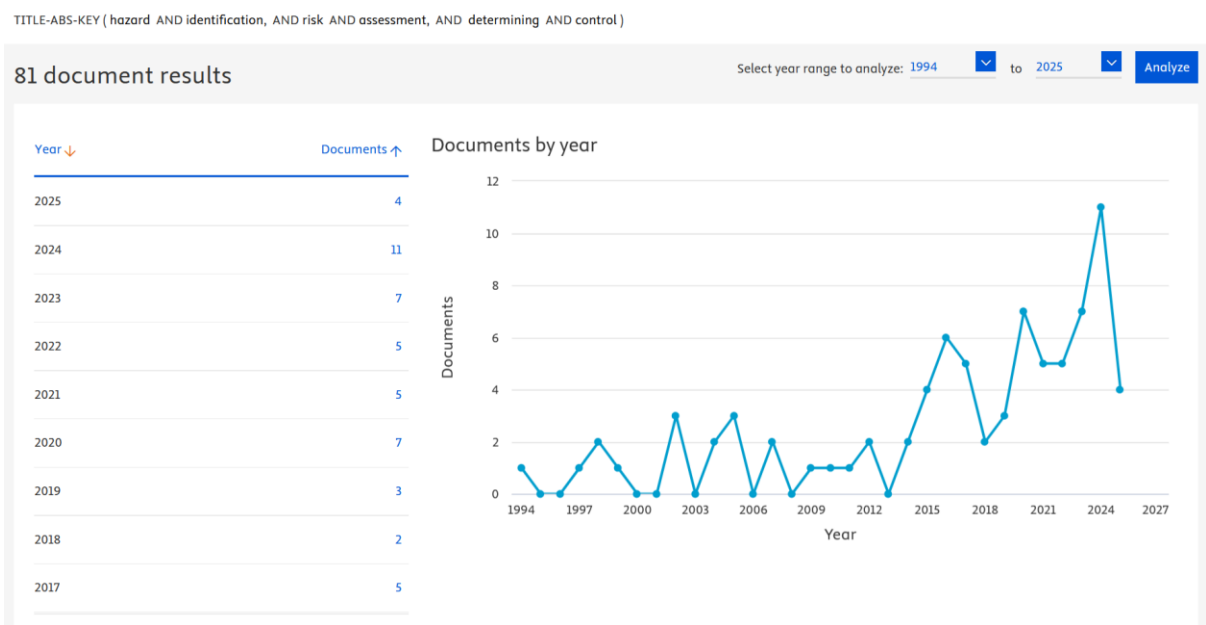 TITLE-ABS-KEY ( hazard AND identification, AND risk AND assessment, AND determining AND control )
81 document results
Select year range to analyze: 1994 to 2025 Analyze
Year Documents
2025 4
2024 11
2023 7
2022 5
2021 5
2020 7
2019 3
2018 2
2017 5
Documents by year
12
10
8
6
4
2
0
Documents
1994 1997 2000 2003 2006 2009 2012 2015 2018 2021 2024 2027
Year